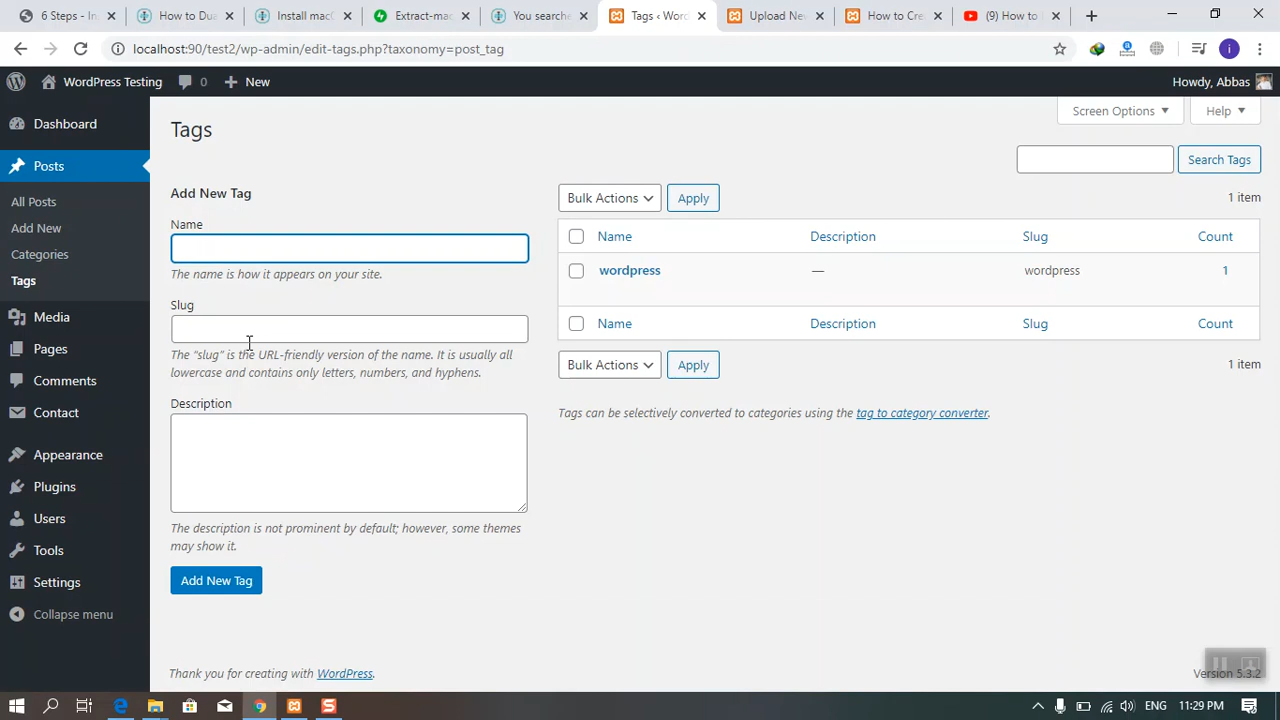 6 Steps - In
How to Dua
Install mac
Extract-mac
You searche
Tags ‹ Word
Upload Nev
How to Cre
(9) How to
localhost:90/test2/wp-admin/edit-tags.php?taxonomy=post_tag
i
WordPress Testing
0
New
Howdy, Abbas
Dashboard
Posts
All Posts
Add New
Categories
Tags
Media
Pages
Comments
Contact
Appearance
Plugins
Users
Tools
Settings
Collapse menu
Screen Options
Help
Tags
Search Tags
Add New Tag
Name
The name is how it appears on your site.
Slug
The “slug” is the URL-friendly version of the name. It is usually all
lowercase and contains only letters, numbers, and hyphens.
Description
The description is not prominent by default; however, some themes
may show it.
Add New Tag
Bulk Actions
Apply
1 item
Name Description Slug Count
wordpress — wordpress 1
Name Description Slug Count
Bulk Actions
Apply
1 item
Tags can be selectively converted to categories using the tag to category converter.
Thank you for creating with WordPress.
Version 5.3.2
ENG
11:29 PM